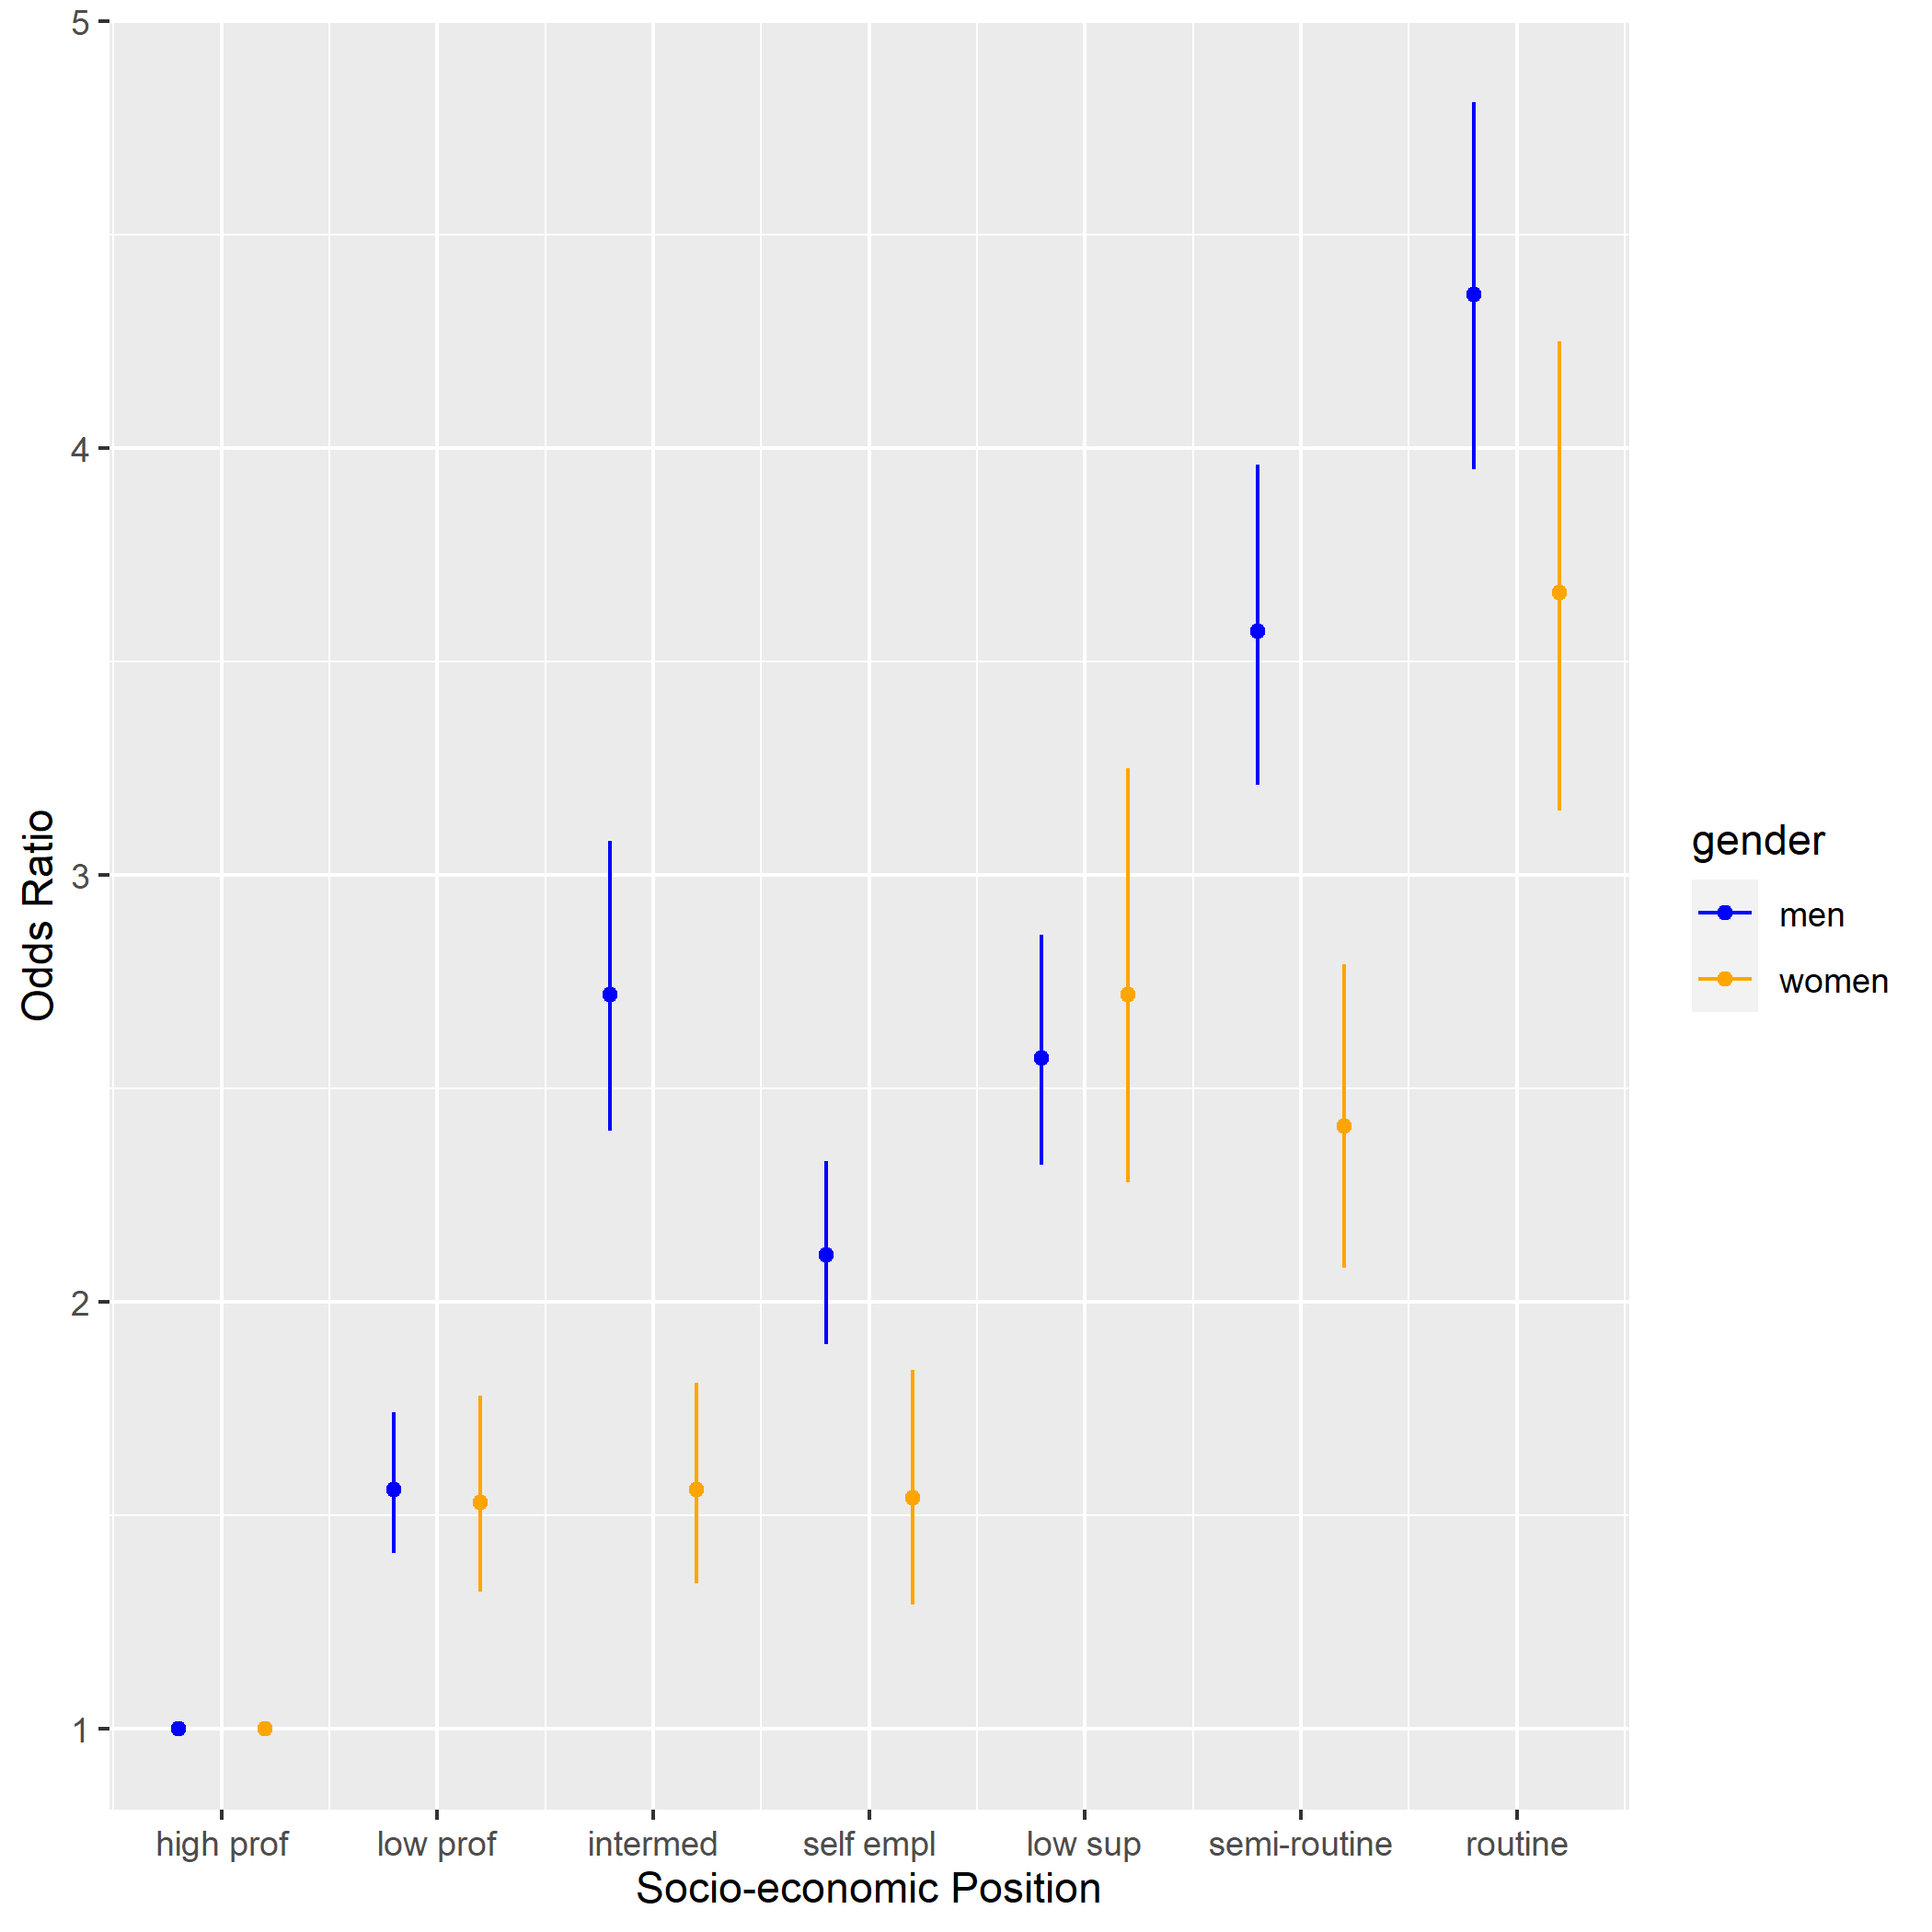 5
4
3
2
1
Odds Ratio
high prof low prof intermed self empl low sup semi-routine routine
Socio-economic Position
gender
men
women